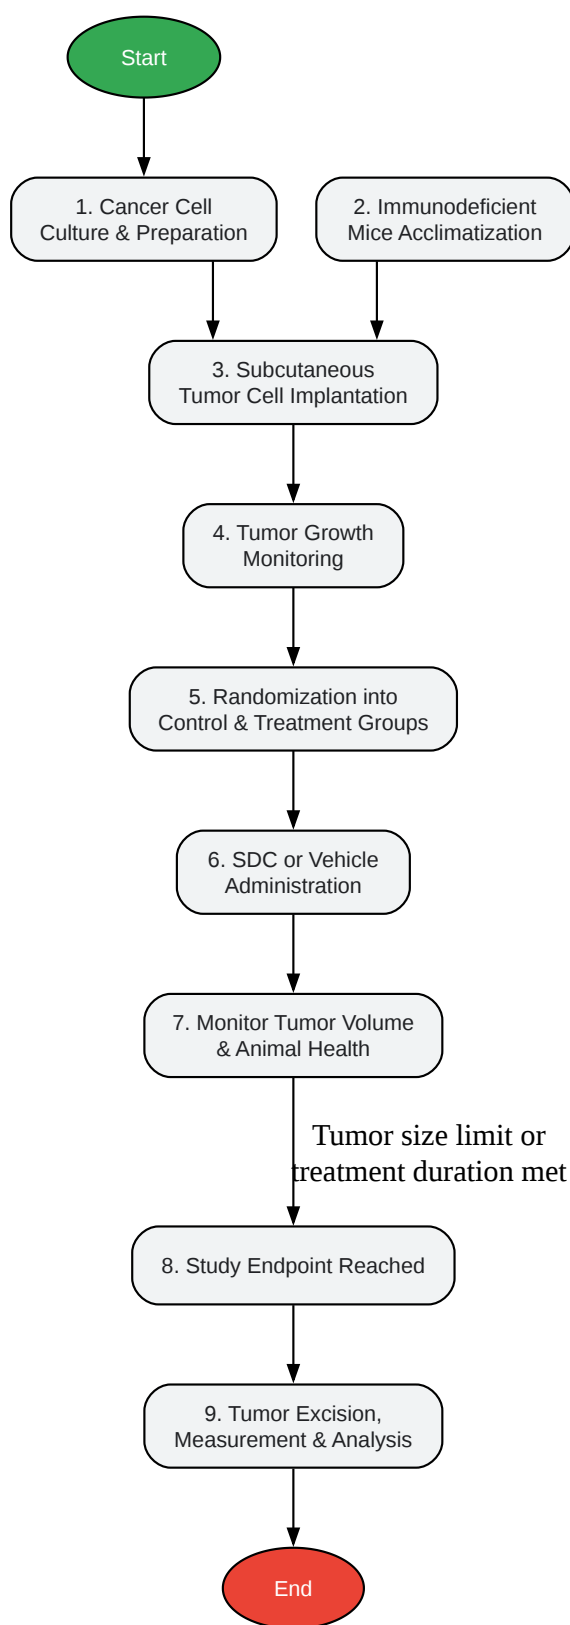 Start
1. Cancer Cell
Culture & Preparation
2. Immunodeficient
Mice Acclimatization
3. Subcutaneous
Tumor Cell Implantation
4. Tumor Growth
Monitoring
5. Randomization into
Control & Treatment Groups
6. SDC or Vehicle
Administration
7. Monitor Tumor Volume
& Animal Health
Tumor size limit or
treatment duration met
8. Study Endpoint Reached
9. Tumor Excision,
Measurement & Analysis
End